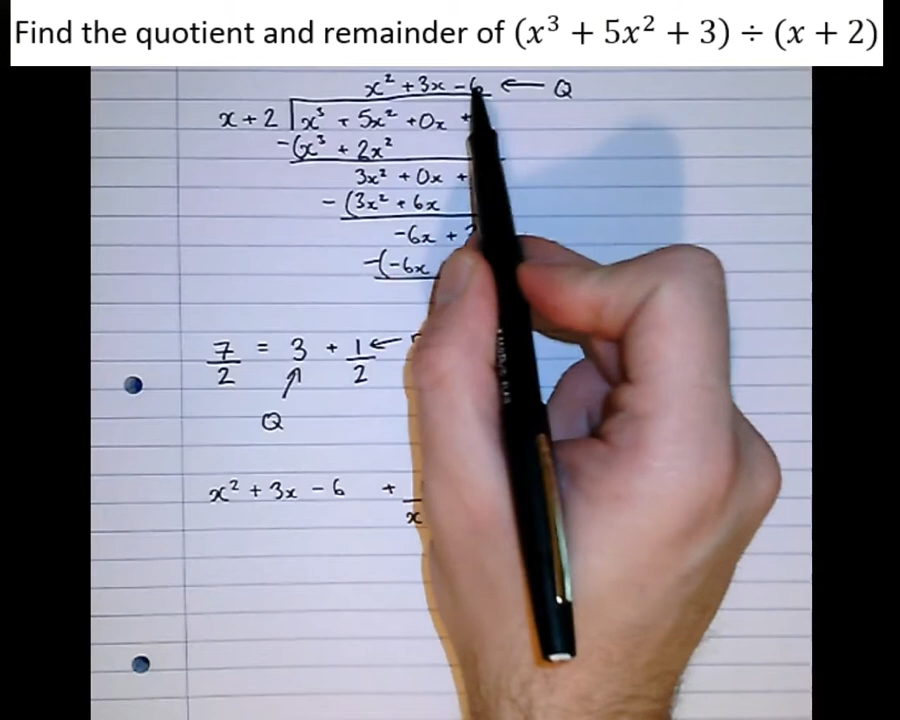 Find the quotient and remainder of (x³ + 5x² + 3) ÷ (x + 2)
x² + 3x - 6 ← Q
x + 2 | x³ + 5x² + 0x +
-(x³ + 2x²
3x² + 0x +
- (3x² + 6x
-6x +
-(-6x
7/2 = 3 + 1/2 ←
Q
x² + 3x - 6 + /x